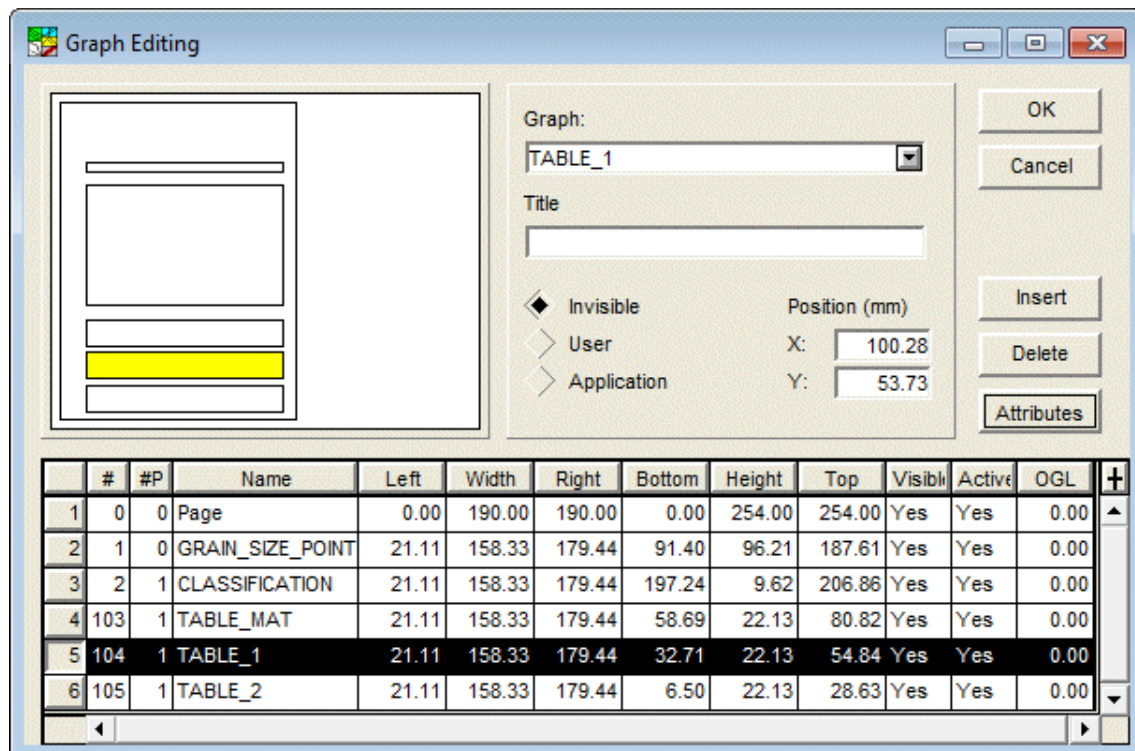 Graph Editing
Graph:
TABLE_1
Title
Invisible
User
Application
Position (mm)
X: 100.28
Y: 53.73
OK
Cancel
Insert
Delete
Attributes
# #P Name Left Width Right Bottom Height Top Visibl Active OGL +
1 0 0 Page 0.00 190.00 190.00 0.00 254.00 254.00 Yes Yes 0.00
2 1 0 GRAIN_SIZE_POINT 21.11 158.33 179.44 91.40 96.21 187.61 Yes Yes 0.00
3 2 1 CLASSIFICATION 21.11 158.33 179.44 197.24 9.62 206.86 Yes Yes 0.00
4 103 1 TABLE_MAT 21.11 158.33 179.44 58.69 22.13 80.82 Yes Yes 0.00
5 104 1 TABLE_1 21.11 158.33 179.44 32.71 22.13 54.84 Yes Yes 0.00
6 105 1 TABLE_2 21.11 158.33 179.44 6.50 22.13 28.63 Yes Yes 0.00